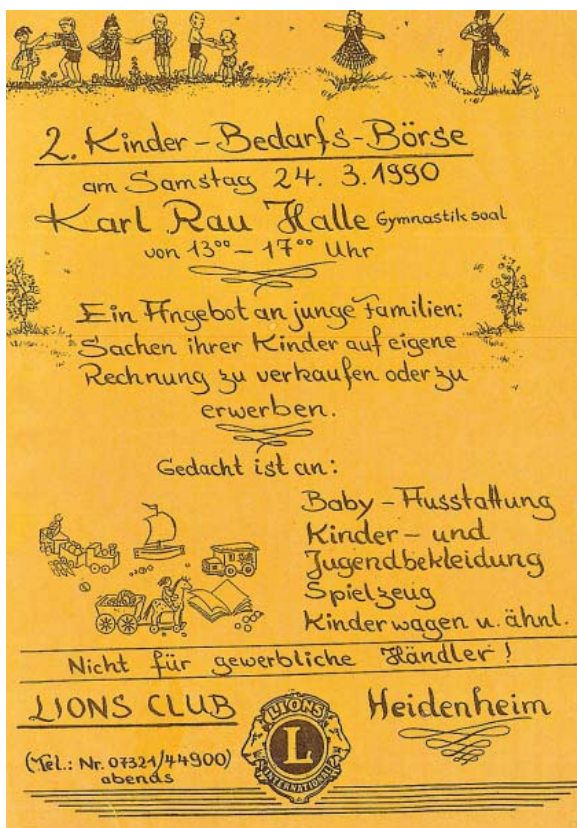 2. Kinder-Bedarfs-Börse
am Samstag 24. 3. 1990
Karl Rau Halle Gymnastiksaal
von 13⁰⁰ – 17⁰⁰ Uhr
Ein Angebot an junge Familien:
Sachen ihrer Kinder auf eigene
Rechnung zu verkaufen oder zu
erwerben.
Gedacht ist an:
Baby-Ausstattung
Kinder- und
Jugendbekleidung
Spielzeug
Kinderwagen u. ähnl.
Nicht für gewerbliche Händler!
LIONS CLUB Heidenheim
LIONS
L
INTERNATIONAL
(Tel.: Nr. 07321/44900)
abends